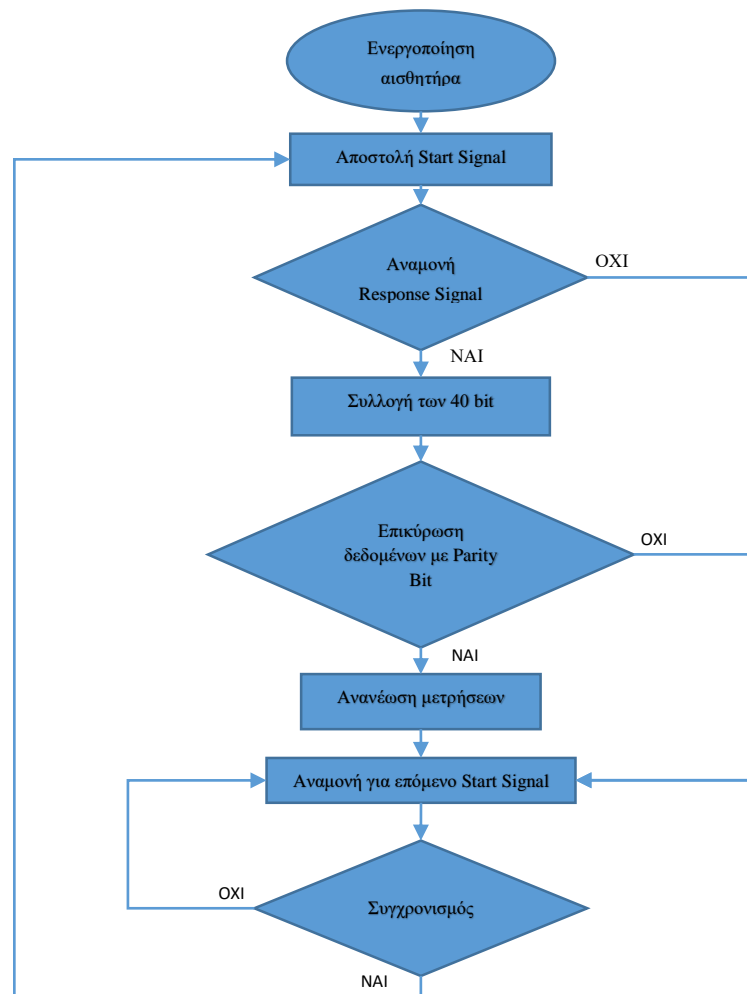 Ενεργοποίηση
αισθητήρα
Αποστολή Start Signal
Αναμονή
Response Signal
ΟΧΙ
ΝΑΙ
Συλλογή των 40 bit
Επικύρωση
δεδομένων με Parity
Bit
ΟΧΙ
ΝΑΙ
Ανανέωση μετρήσεων
Αναμονή για επόμενο Start Signal
ΟΧΙ
Συγχρονισμός
ΝΑΙ